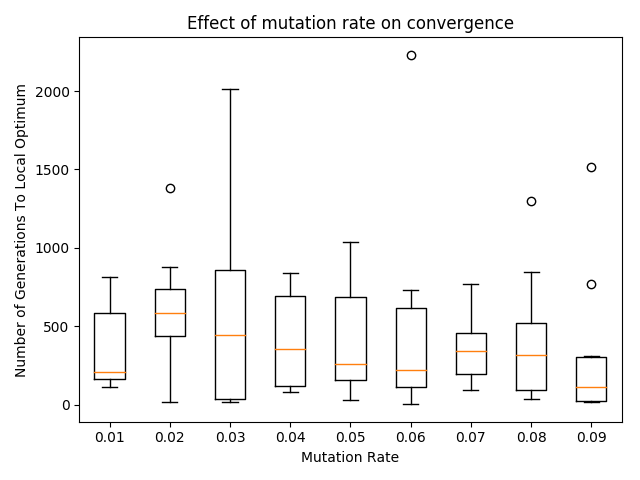 Effect of mutation rate on convergence
Number of Generations To Local Optimum
2000
1500
1000
500
0
0.01 0.02 0.03 0.04 0.05 0.06 0.07 0.08 0.09
Mutation Rate